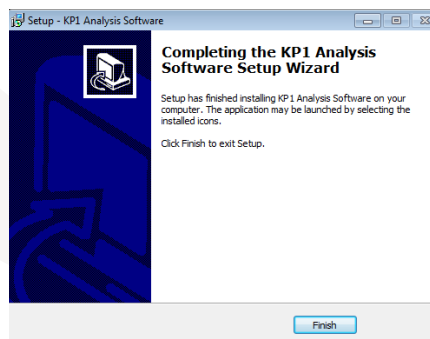 Setup - KP1 Analysis Software
Completing the KP1 Analysis
Software Setup Wizard
Setup has finished installing KP1 Analysis Software on your
computer. The application may be launched by selecting the
installed icons.
Click Finish to exit Setup.
Finish